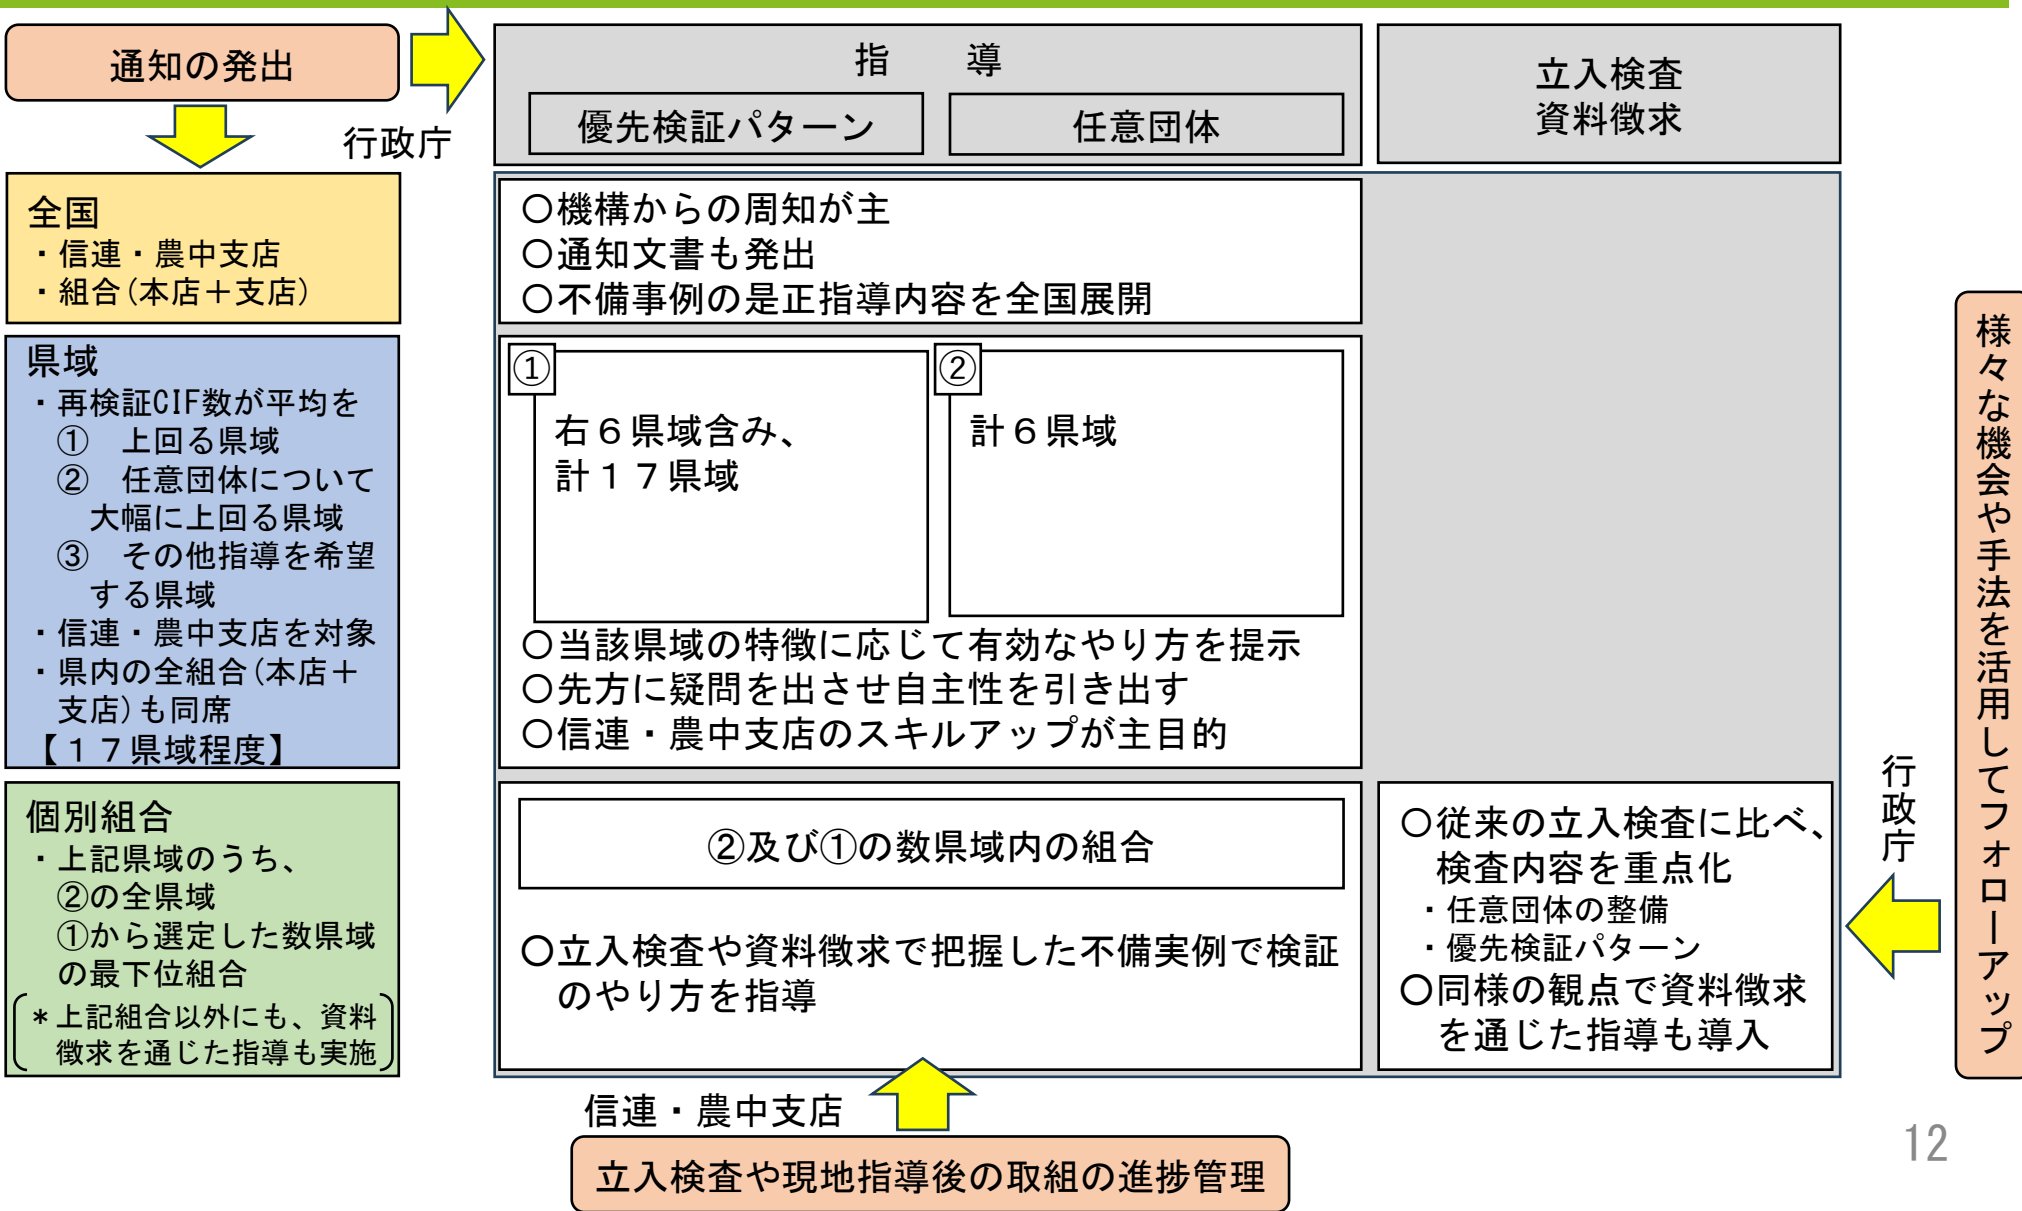 通知の発出
行政庁
指　　導
優先検証パターン
任意団体
立入検査
資料徴求
全国
・信連・農中支店
・組合(本店＋支店)
〇機構からの周知が主
〇通知文書も発出
〇不備事例の是正指導内容を全国展開
県域
・再検証CIF数が平均を
①　上回る県域
②　任意団体について
大幅に上回る県域
③　その他指導を希望
する県域
・信連・農中支店を対象
・県内の全組合(本店＋
支店)も同席
【１７県域程度】
①
右６県域含み、
計１７県域
②
計６県域
〇当該県域の特徴に応じて有効なやり方を提示
〇先方に疑問を出させ自主性を引き出す
〇信連・農中支店のスキルアップが主目的
個別組合
・上記県域のうち、
②の全県域
①から選定した数県域
の最下位組合
＊上記組合以外にも、資料
徴求を通じた指導も実施
②及び①の数県域内の組合
〇立入検査や資料徴求で把握した不備実例で検証
のやり方を指導
〇従来の立入検査に比べ、
検査内容を重点化
・任意団体の整備
・優先検証パターン
〇同様の観点で資料徴求
を通じた指導も導入
行政庁
様々な機会や手法を活用してフォローアップ
信連・農中支店
立入検査や現地指導後の取組の進捗管理
12